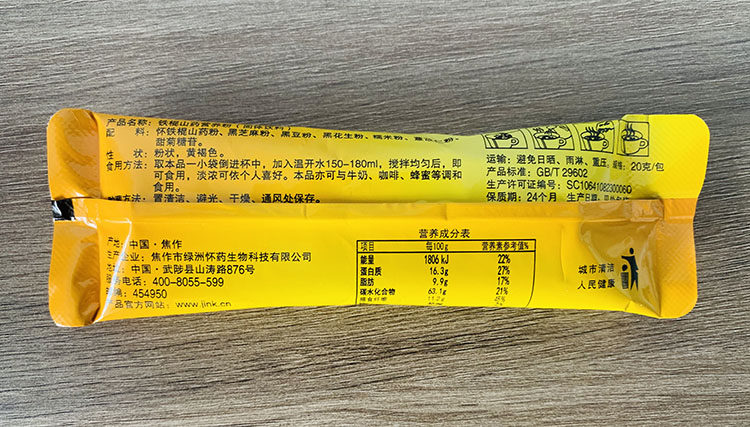 产品名称：铁棍山药营养粉（固体饮料）
配 料：怀铁棍山药粉、黑芝麻粉、黑豆粉、黑花生粉、糯米粉、
甜菊糖苷。
性 状：粉状，黄褐色。
食用方法：取本品一小袋倒进杯中，加入温开水150-180ml，搅拌均匀后，即
可食用，淡浓可依个人喜好。本品亦可与牛奶、咖啡、蜂蜜等调和
食用。
置清洁、避光、干燥、通风处保存。
运输：避免日晒、雨淋、重压。规格：20克/包
产品标准：GB/T 29602
生产许可证编号：SC10641082300060
保质期：24个月 生产日期：
中国·焦作
企业：焦作市绿洲怀药生物科技有限公司
中国·武陟县山涛路876号
电话：400-8055-599
454950
产品官方网站：www.jink.cn
营养成分表
项目 每100g 营养素参考值%
能量 1806 kJ 22%
蛋白质 16.3g 27%
脂肪 9.9g 17%
碳水化合物 63.1g 21%
城市清洁
人民健康